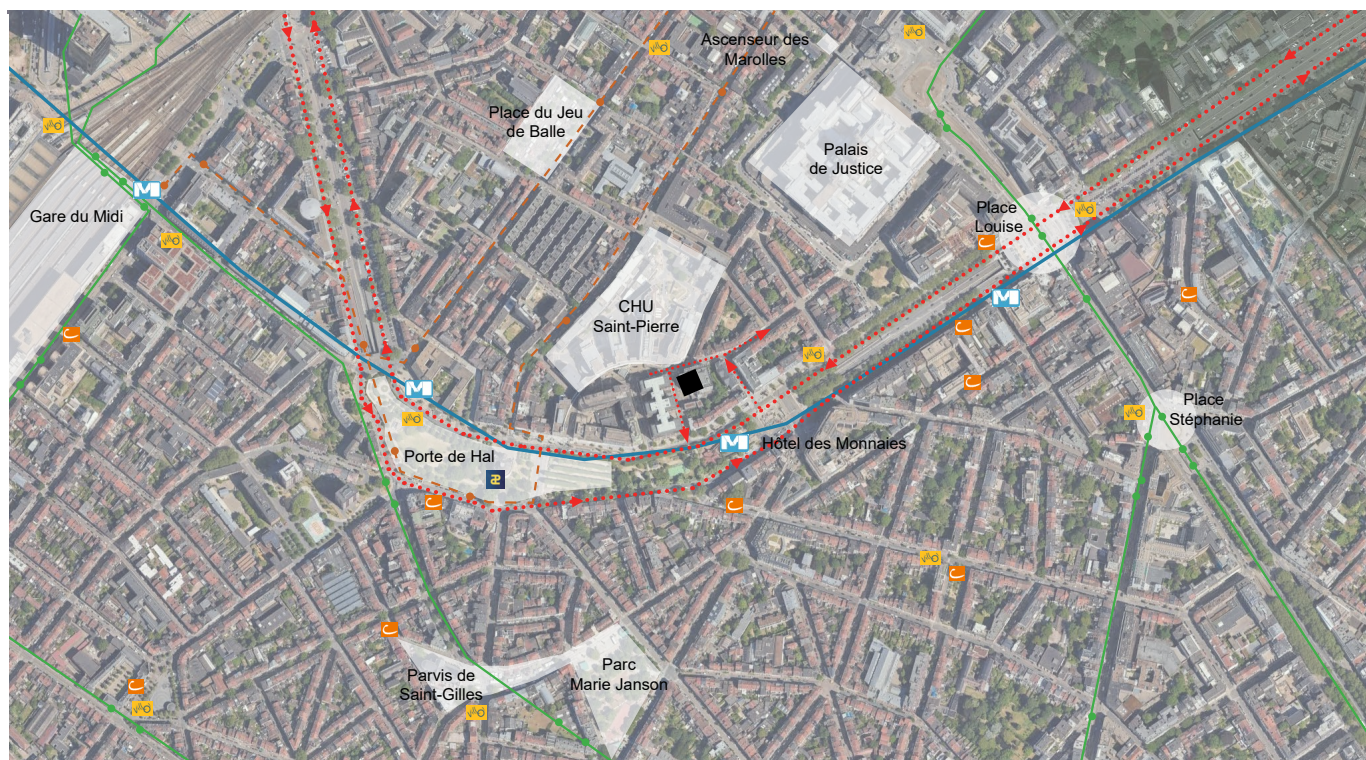 Ascenseur des
Marolles
Place du Jeu
de Balle
Palais
de Justice
Gare du Midi
M
Place
Louise
CHU
Saint-Pierre
M
M
Place
Stéphanie
M
Hôtel des Monnaies
Porte de Hal
æ
Parvis de
Saint-Gilles
Parc
Marie Janson